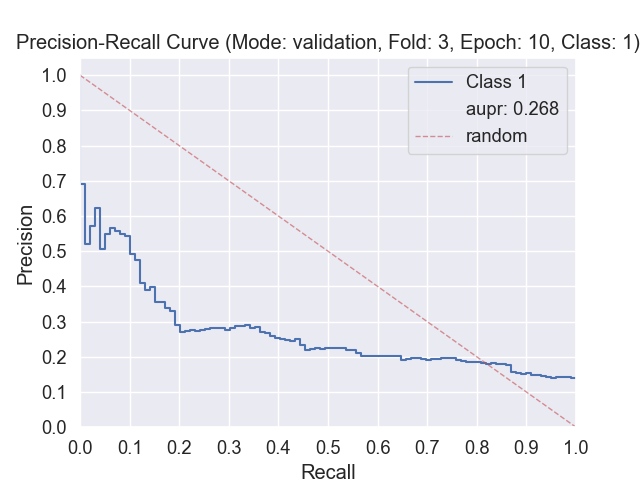 Precision-Recall Curve (Mode: validation, Fold: 3, Epoch: 10, Class: 1)
1.0
0.9
0.8
0.7
0.6
0.5
0.4
0.3
0.2
0.1
0.0
Precision
Class 1
aupr: 0.268
random
0.0 0.1 0.2 0.3 0.4 0.5 0.6 0.7 0.8 0.9 1.0
Recall